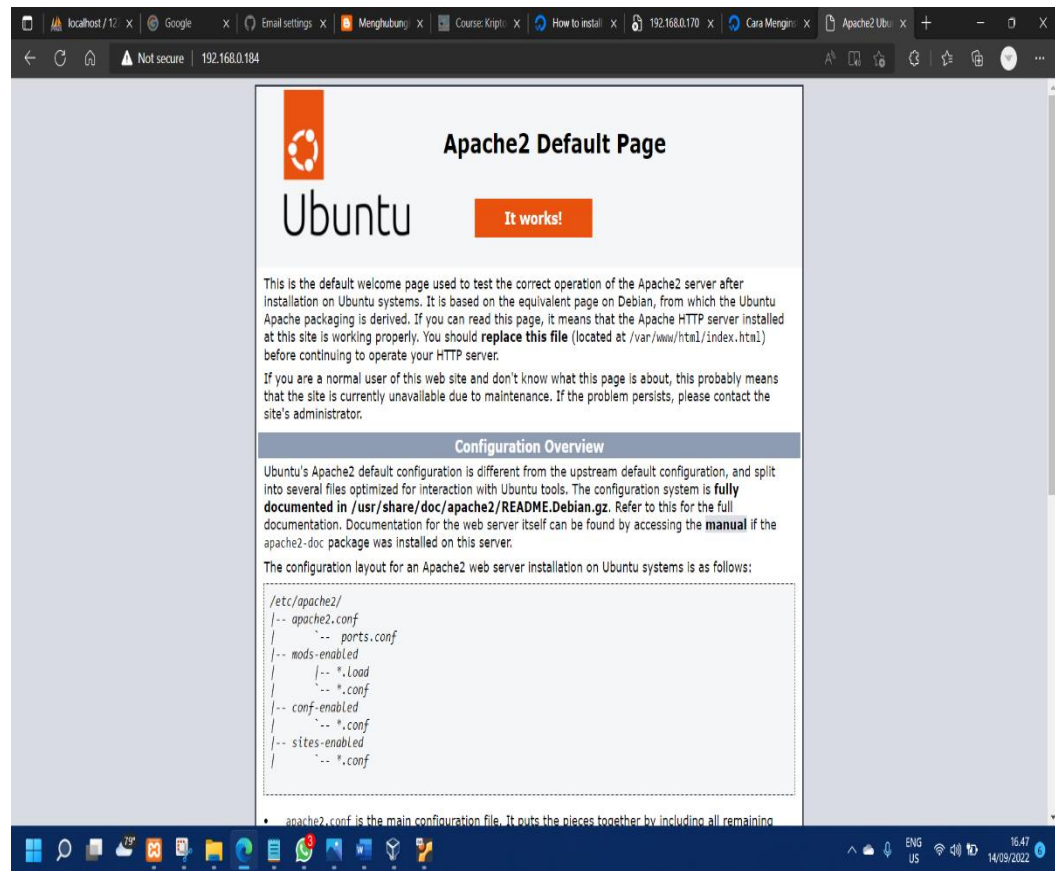 localhost / 12
Google
Email settings
Menghubung
Course: Kripto
How to install
192.168.0.170
Cara Mengins
Apache2 Ubu
Not secure
192.168.0.184
Ubuntu
Apache2 Default Page
It works!
This is the default welcome page used to test the correct operation of the Apache2 server after
installation on Ubuntu systems. It is based on the equivalent page on Debian, from which the Ubuntu
Apache packaging is derived. If you can read this page, it means that the Apache HTTP server installed
at this site is working properly. You should replace this file (located at /var/www/html/index.html)
before continuing to operate your HTTP server.
If you are a normal user of this web site and don't know what this page is about, this probably means
that the site is currently unavailable due to maintenance. If the problem persists, please contact the
site's administrator.
Configuration Overview
Ubuntu's Apache2 default configuration is different from the upstream default configuration, and split
into several files optimized for interaction with Ubuntu tools. The configuration system is fully
documented in /usr/share/doc/apache2/README.Debian.gz. Refer to this for the full
documentation. Documentation for the web server itself can be found by accessing the manual if the
apache2-doc package was installed on this server.
The configuration layout for an Apache2 web server installation on Ubuntu systems is as follows:
/etc/apache2/
|-- apache2.conf
|       `--  ports.conf
|-- mods-enabled
|       |-- *.load
|       `-- *.conf
|-- conf-enabled
|       `-- *.conf
|-- sites-enabled
|       `-- *.conf
• apache2.conf is the main configuration file. It puts the pieces together by including all remaining
79°
3
ENG
US
16.47
14/09/2022
6